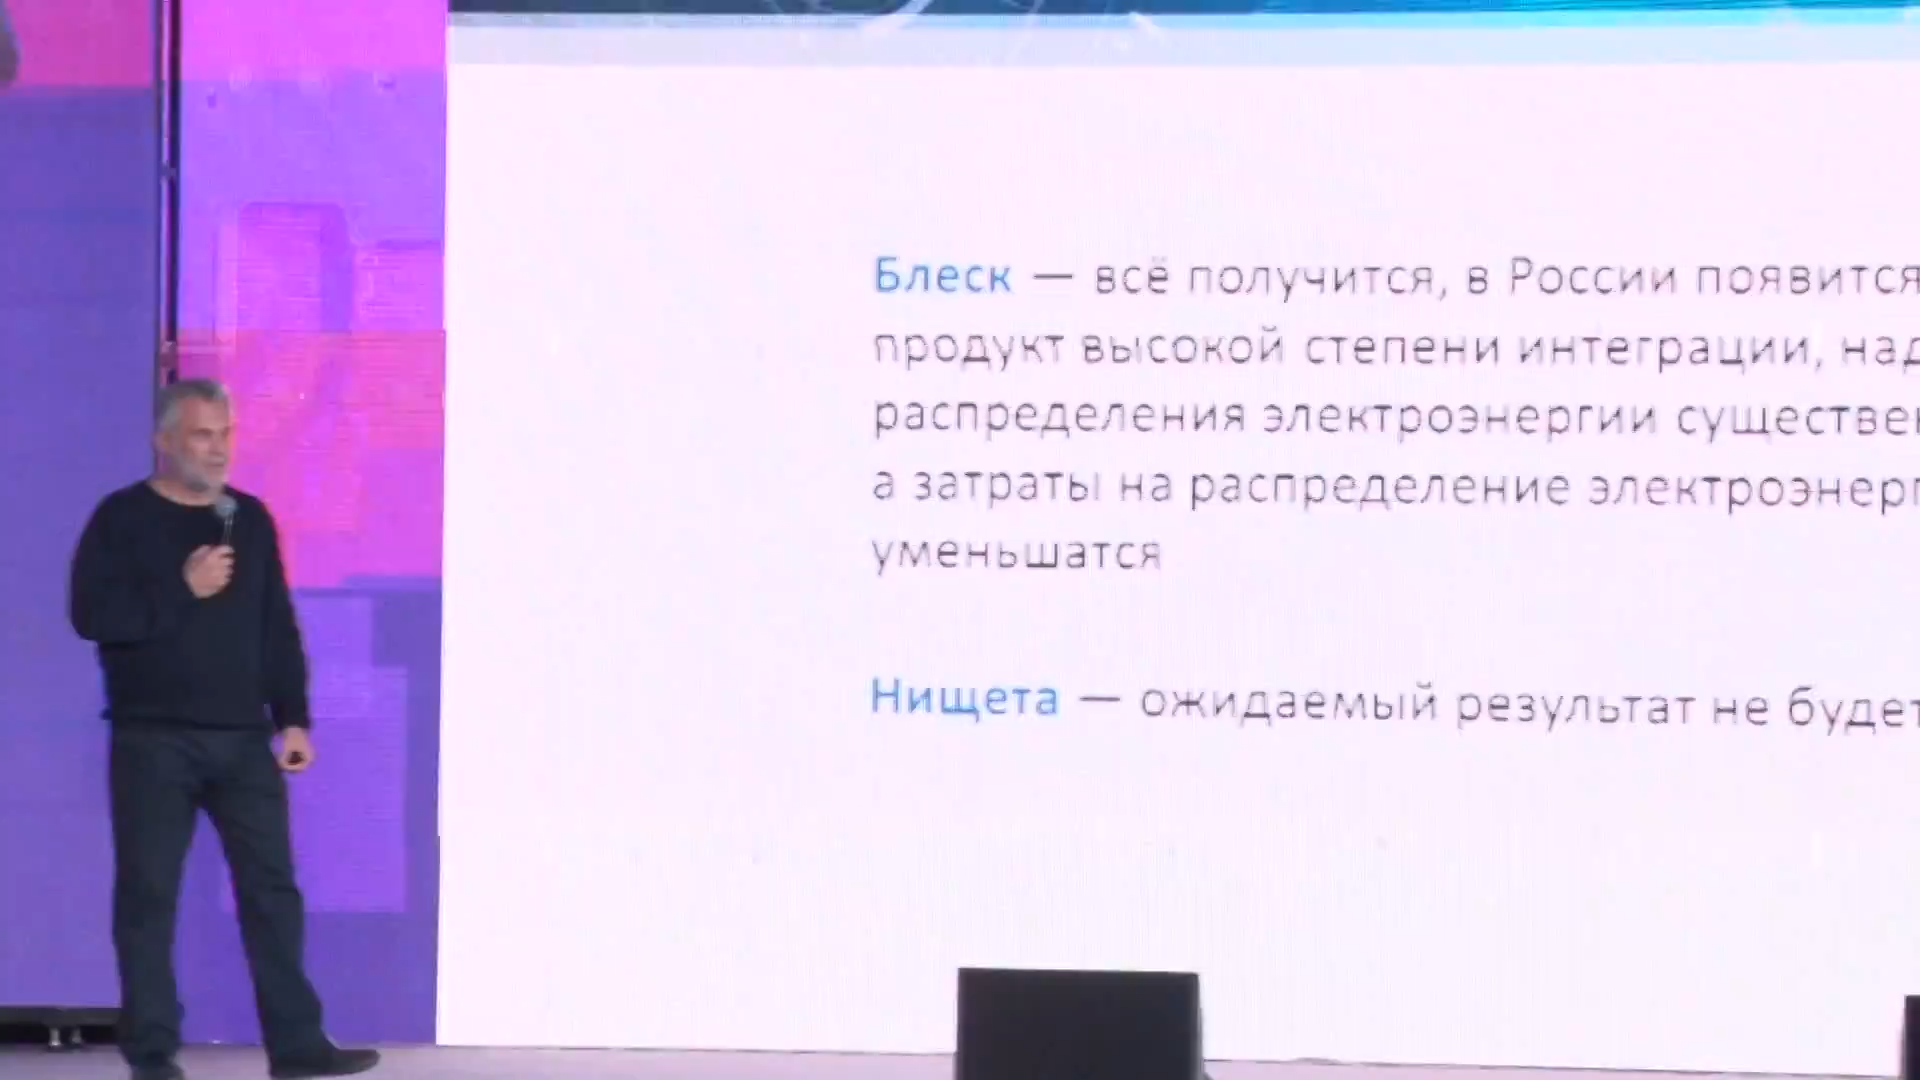 Блеск — всё получится, в России появится
продукт высокой степени интеграции,
распределения электроэнергии
а затраты на распределение
уменьшатся
Нищета — ожидаемый результат не будет